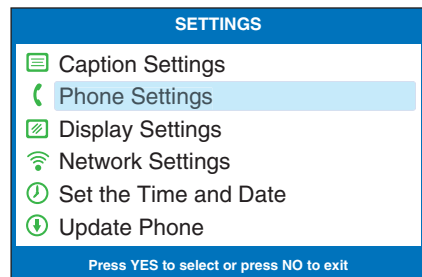 SETTINGS
Caption Settings
Phone Settings
Display Settings
Network Settings
Set the Time and Date
Update Phone
Press YES to select or press NO to exit